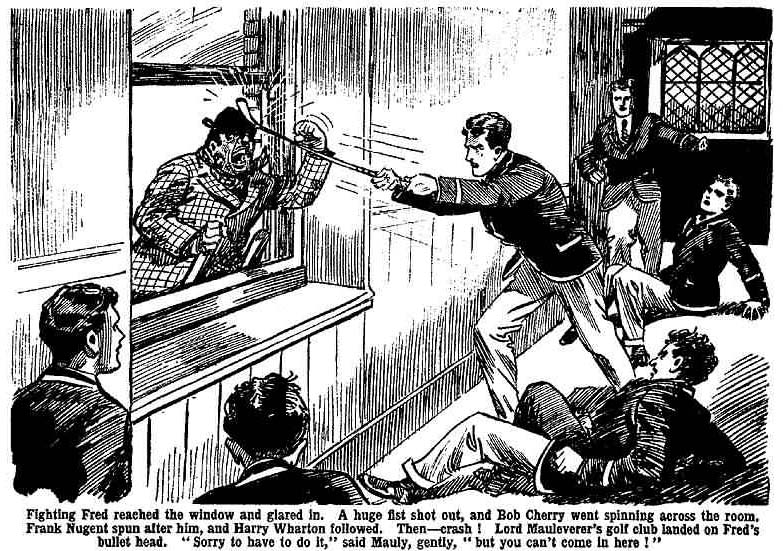 Fighting Fred reached the window and glared in. A huge fist shot out, and Bob Cherry went spinning across the room.
Frank Nugent spun after him, and Harry Wharton followed. Then—crash ! Lord Mauleverer's golf club landed on Fred's
bullet head. " Sorry to have to do it," said Mauly, gently, " but you can't come in here ! "